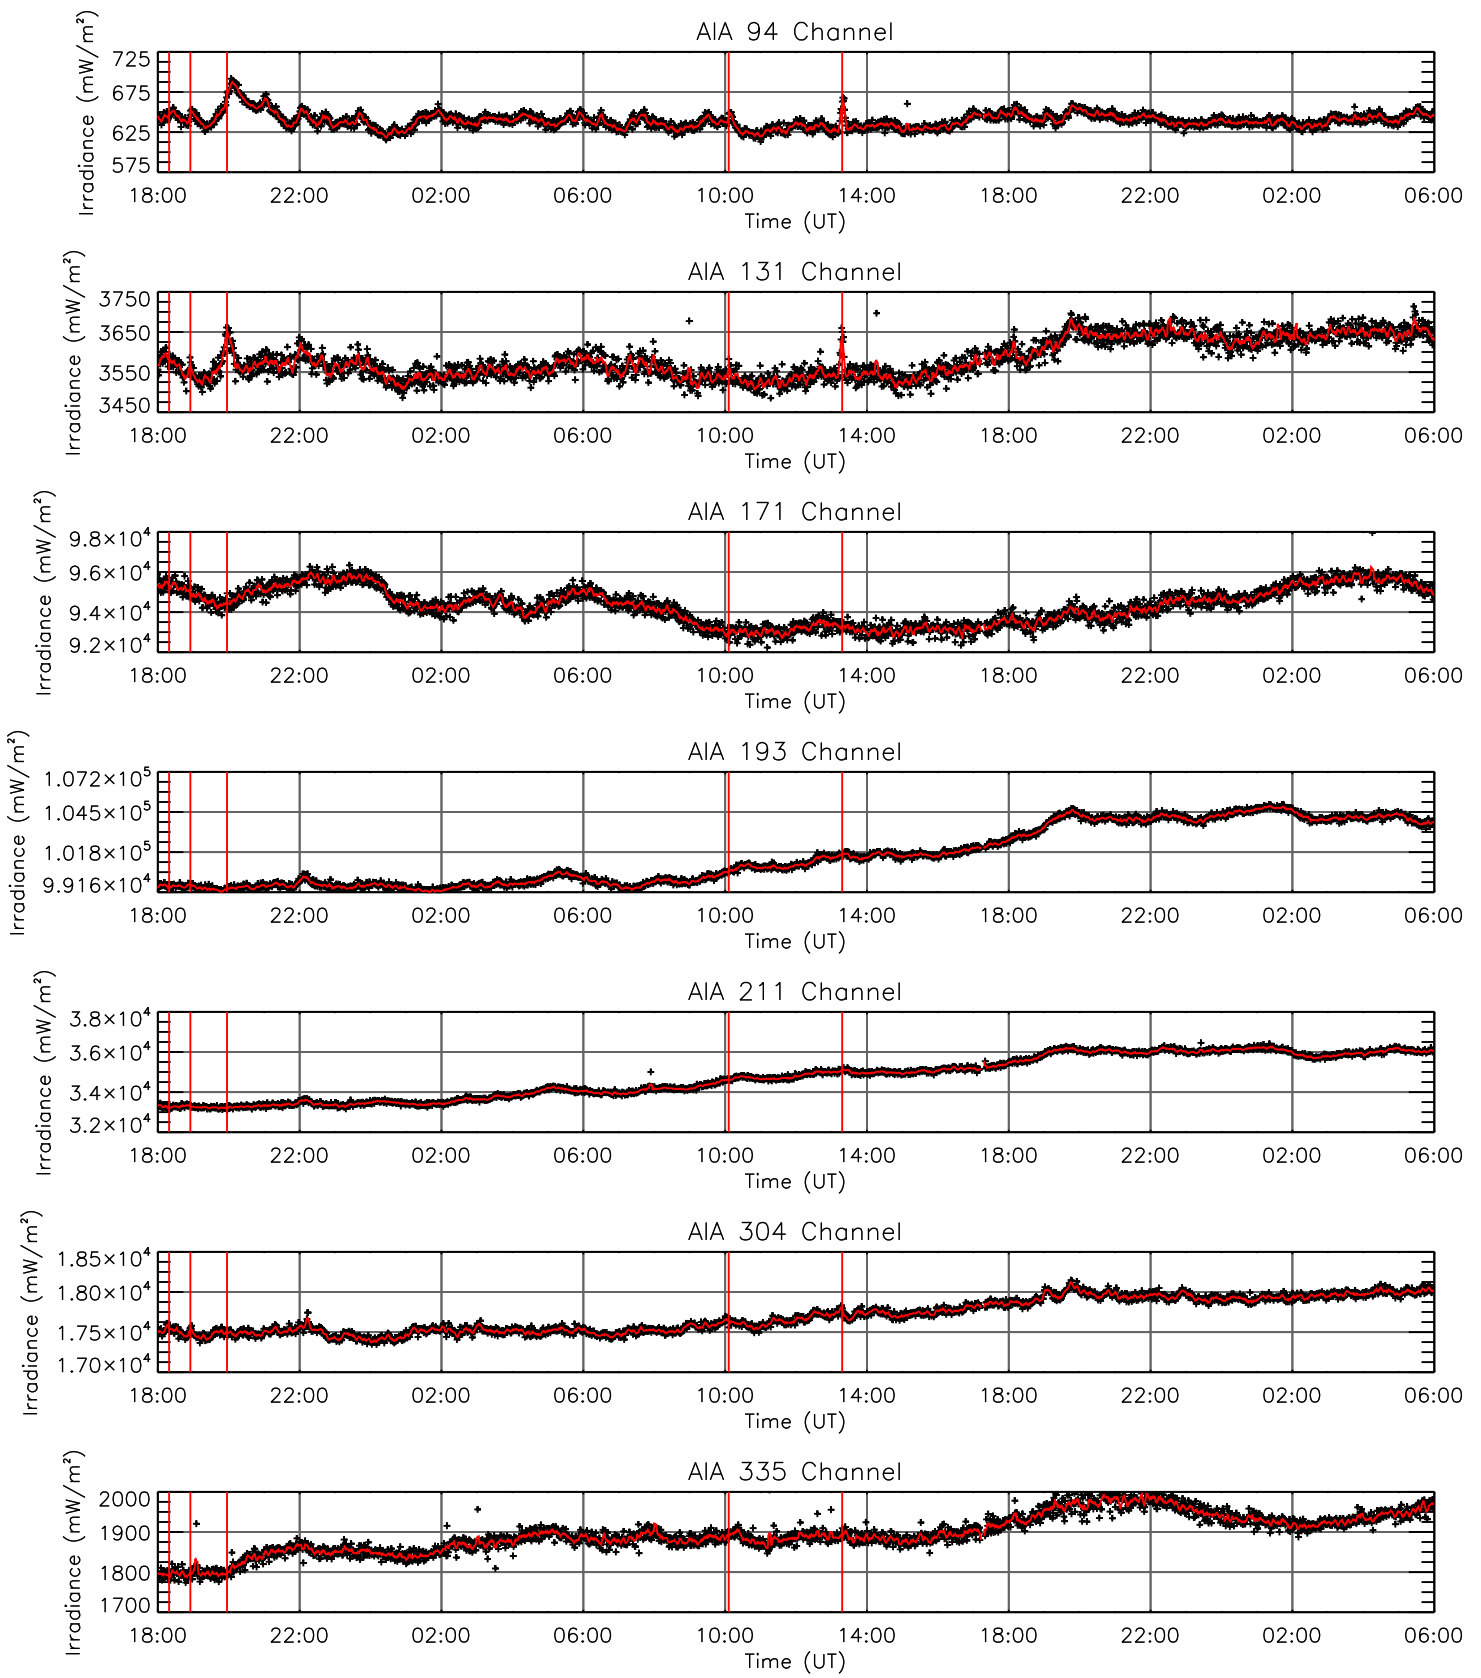 AIA 94 Channel
Irradiance (mW/m²)
725
675
625
575
18:00 22:00 02:00 06:00 10:00 14:00 18:00 22:00 02:00 06:00
Time (UT)
AIA 131 Channel
Irradiance (mW/m²)
3750
3650
3550
3450
18:00 22:00 02:00 06:00 10:00 14:00 18:00 22:00 02:00 06:00
Time (UT)
AIA 171 Channel
Irradiance (mW/m²)
9.8×10⁴
9.6×10⁴
9.4×10⁴
9.2×10⁴
18:00 22:00 02:00 06:00 10:00 14:00 18:00 22:00 02:00 06:00
Time (UT)
AIA 193 Channel
Irradiance (mW/m²)
1.072×10⁵
1.045×10⁵
1.018×10⁵
9.916×10⁴
18:00 22:00 02:00 06:00 10:00 14:00 18:00 22:00 02:00 06:00
Time (UT)
AIA 211 Channel
Irradiance (mW/m²)
3.8×10⁴
3.6×10⁴
3.4×10⁴
3.2×10⁴
18:00 22:00 02:00 06:00 10:00 14:00 18:00 22:00 02:00 06:00
Time (UT)
AIA 304 Channel
Irradiance (mW/m²)
1.85×10⁴
1.80×10⁴
1.75×10⁴
1.70×10⁴
18:00 22:00 02:00 06:00 10:00 14:00 18:00 22:00 02:00 06:00
Time (UT)
AIA 335 Channel
Irradiance (mW/m²)
2000
1900
1800
1700
18:00 22:00 02:00 06:00 10:00 14:00 18:00 22:00 02:00 06:00
Time (UT)